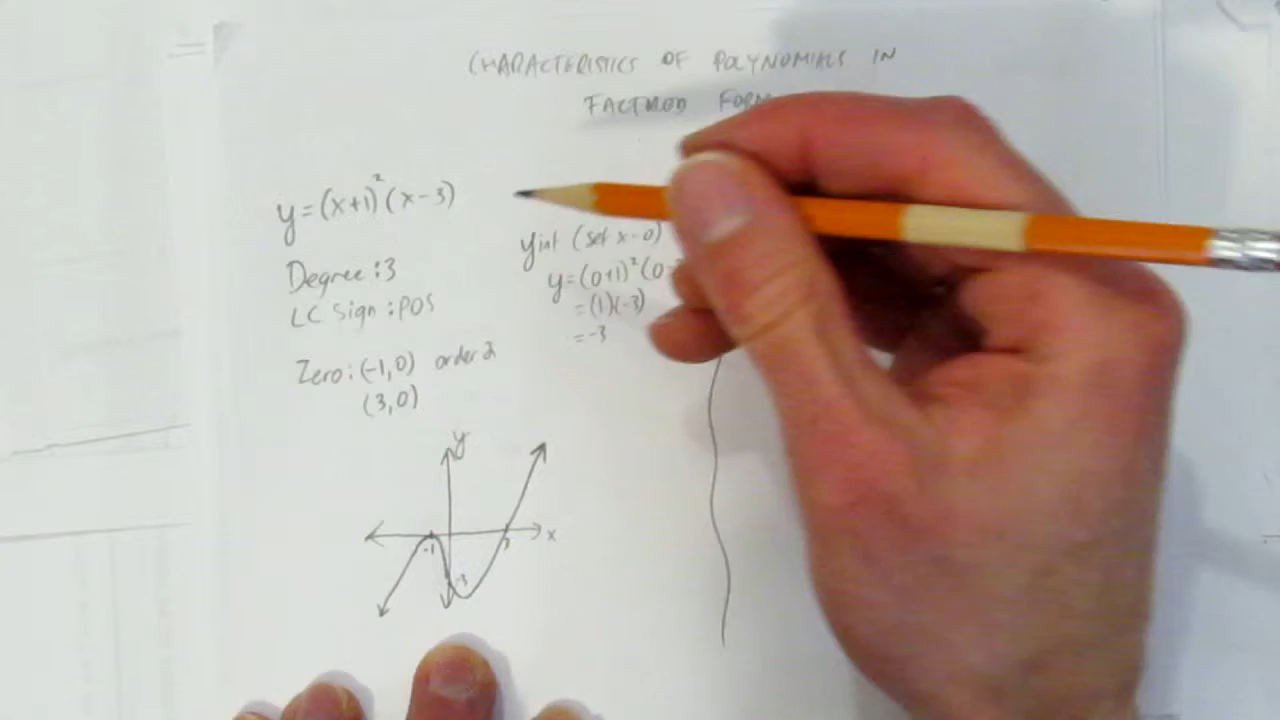 CHARACTERISTICS OF POLYNOMIALS IN
FACTORED FORM
y=(x+1)²(x-3)
Degree:3
LC Sign:POS
Zero:(-1,0) order 2
(3,0)
yint (set x=0)
y=(0+1)²(0-
=(1)(-3)
=-3
y
x
-1
3
-3